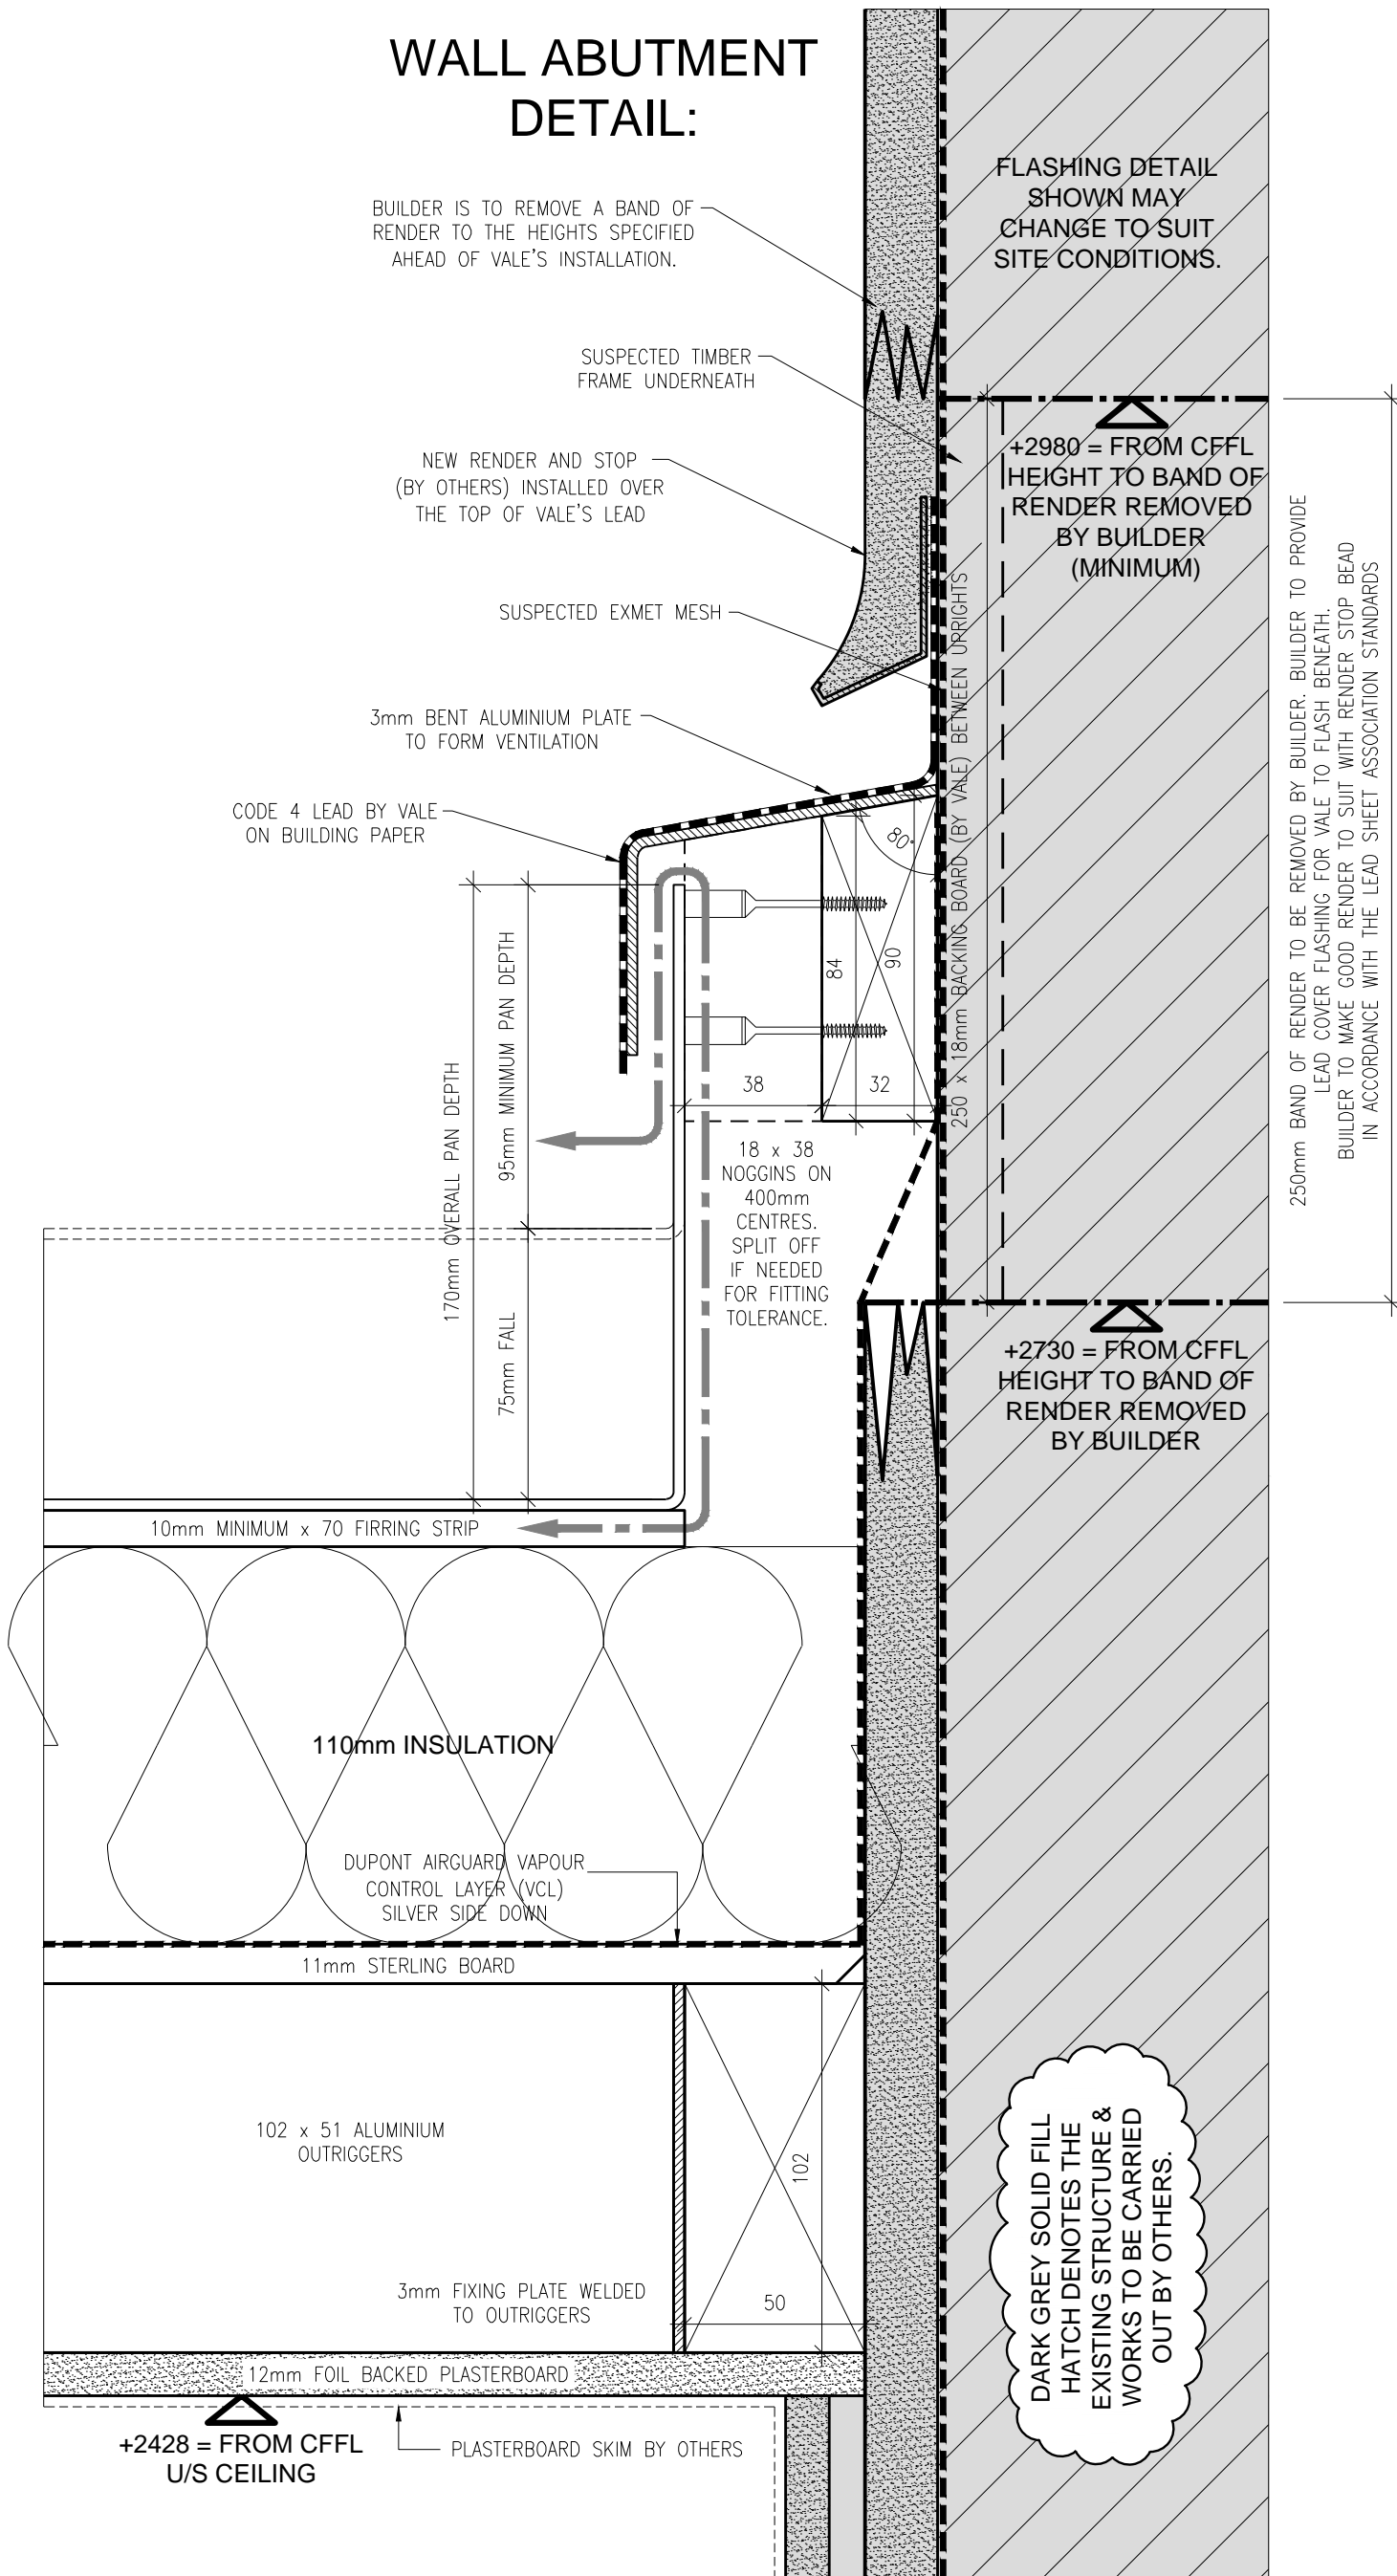 WALL ABUTMENT
DETAIL:
BUILDER IS TO REMOVE A BAND OF
RENDER TO THE HEIGHTS SPECIFIED
AHEAD OF VALE'S INSTALLATION.
FLASHING DETAIL
SHOWN MAY
CHANGE TO SUIT
SITE CONDITIONS.
SUSPECTED TIMBER
FRAME UNDERNEATH
+2980 = FROM CFFL
HEIGHT TO BAND OF
RENDER REMOVED
BY BUILDER
(MINIMUM)
NEW RENDER AND STOP
(BY OTHERS) INSTALLED OVER
THE TOP OF VALE'S LEAD
SUSPECTED EXMET MESH
3mm BENT ALUMINIUM PLATE
TO FORM VENTILATION
CODE 4 LEAD BY VALE
ON BUILDING PAPER
250 x 18mm BACKING BOARD (BY VALE) BETWEEN UPRIGHTS
250mm BAND OF RENDER TO BE REMOVED BY BUILDER. BUILDER TO PROVIDE
LEAD COVER FLASHING FOR VALE TO FLASH BENEATH.
BUILDER TO MAKE GOOD RENDER TO SUIT WITH RENDER STOP BEAD
IN ACCORDANCE WITH THE LEAD SHEET ASSOCIATION STANDARDS
80°
84
90
38
32
170mm OVERALL PAN DEPTH
95mm MINIMUM PAN DEPTH
75mm FALL
18 x 38
NOGGINS ON
400mm
CENTRES.
SPLIT OFF
IF NEEDED
FOR FITTING
TOLERANCE.
+2730 = FROM CFFL
HEIGHT TO BAND OF
RENDER REMOVED
BY BUILDER
10mm MINIMUM x 70 FIRRING STRIP
110mm INSULATION
DUPONT AIRGUARD VAPOUR
CONTROL LAYER (VCL)
SILVER SIDE DOWN
11mm STERLING BOARD
102 x 51 ALUMINIUM
OUTRIGGERS
102
50
3mm FIXING PLATE WELDED
TO OUTRIGGERS
DARK GREY SOLID FILL
HATCH DENOTES THE
EXISTING STRUCTURE &
WORKS TO BE CARRIED
OUT BY OTHERS.
12mm FOIL BACKED PLASTERBOARD
+2428 = FROM CFFL
U/S CEILING
PLASTERBOARD SKIM BY OTHERS